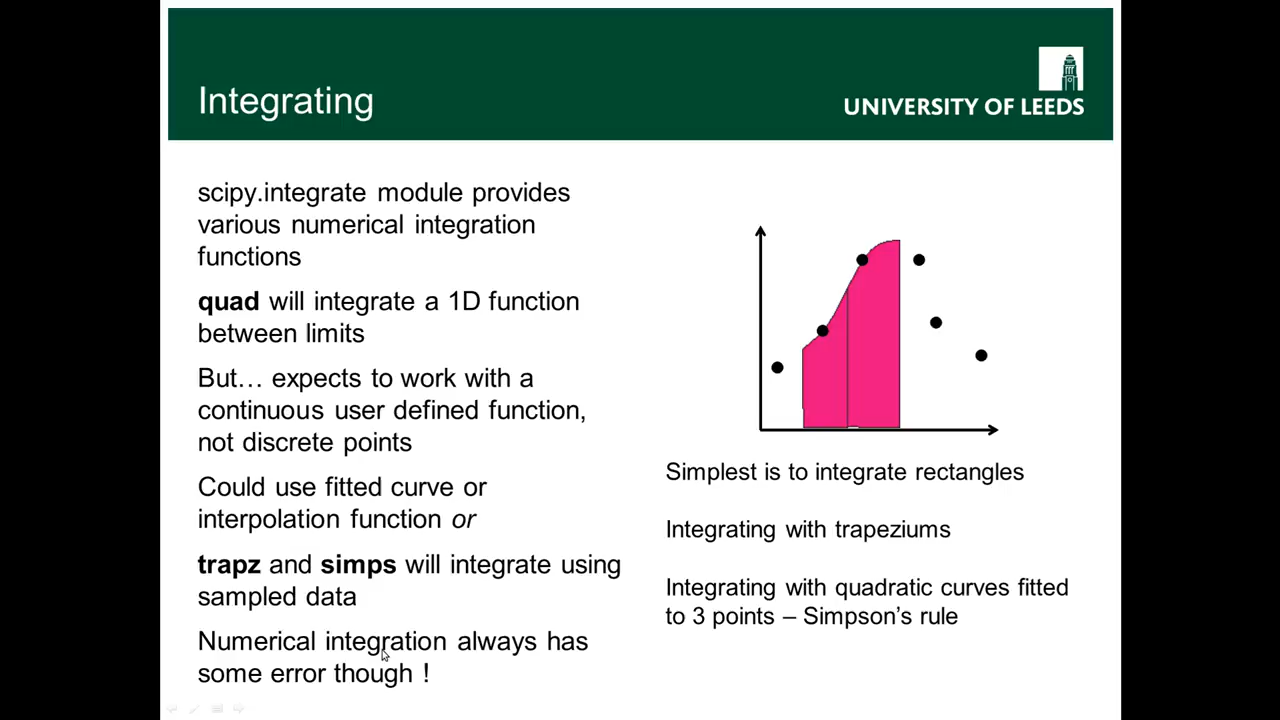 Integrating
UNIVERSITY OF LEEDS
scipy.integrate module provides
various numerical integration
functions
quad will integrate a 1D function
between limits
But… expects to work with a
continuous user defined function,
not discrete points
Could use fitted curve or
interpolation function or
trapz and simps will integrate using
sampled data
Numerical integration always has
some error though !
Simplest is to integrate rectangles
Integrating with trapeziums
Integrating with quadratic curves fitted
to 3 points – Simpson's rule